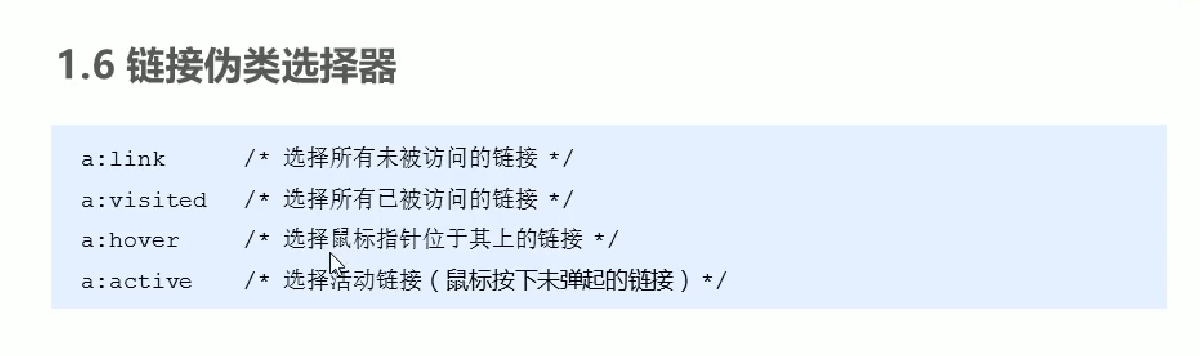 1.6 链接伪类选择器
a:link /* 选择所有未被访问的链接 */
a:visited /* 选择所有已被访问的链接 */
a:hover /* 选择鼠标指针位于其上的链接 */
a:active /* 选择活动链接（鼠标按下未弹起的链接）*/